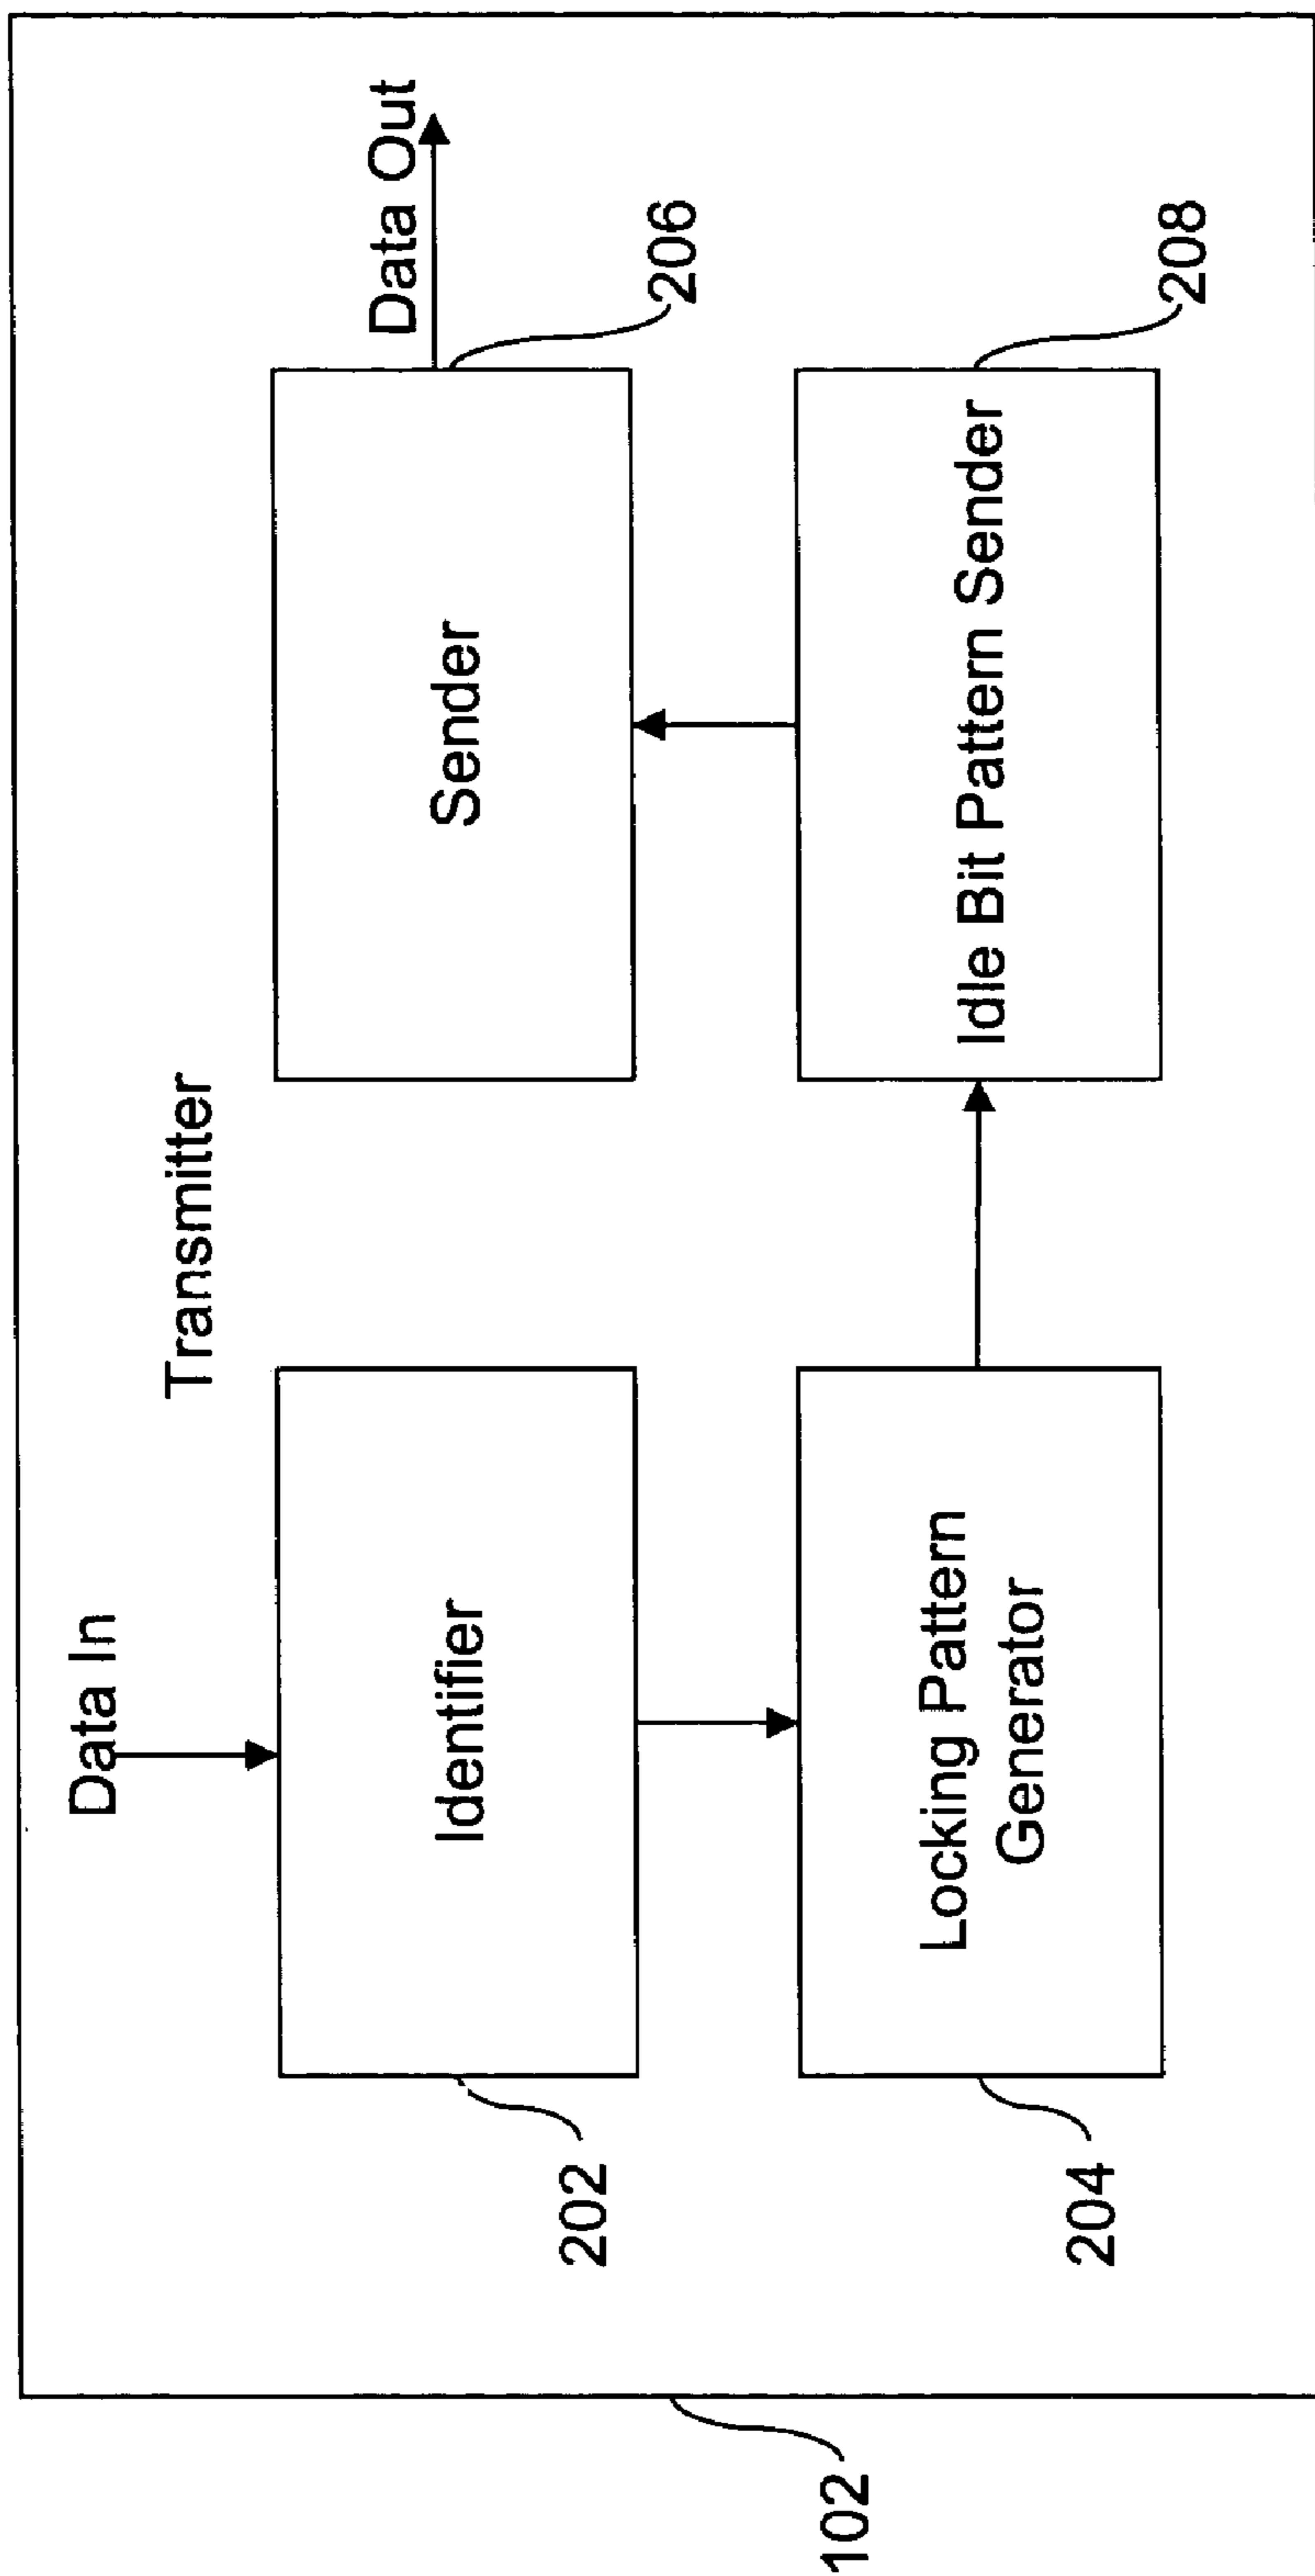 Data In
Transmitter
Data Out
Identifier
Sender
202
206
102
Locking Pattern
Generator
Idle Bit Pattern Sender
204
208